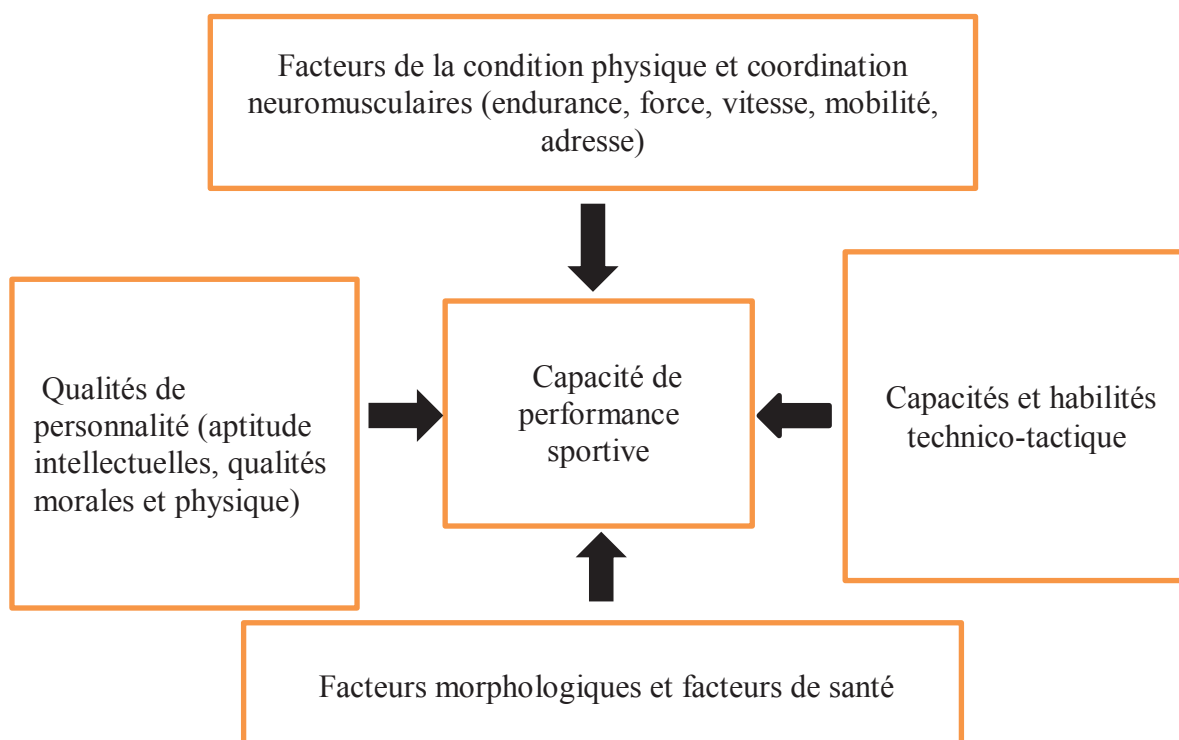 Facteurs de la condition physique et coordination
neuromusculaires (endurance, force, vitesse, mobilité,
adresse)
Qualités de
personnalité (aptitude
intellectuelles, qualités
morales et physique)
Capacité de
performance
sportive
Capacités et habilités
technico-tactique
Facteurs morphologiques et facteurs de santé